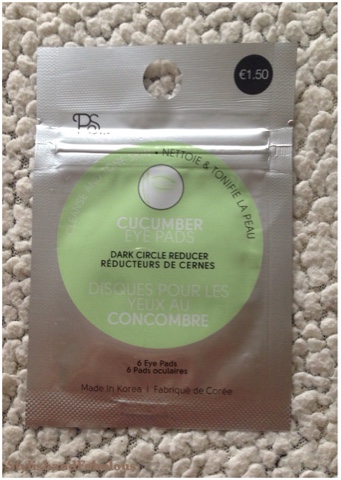 €1.50
PS...
• NETTOIE & TONIFIE LA PEAU
CUCUMBER
EYE PADS
DARK CIRCLE REDUCER
RÉDUCTEURS DE CERNES
DISQUES POUR LES
YEUX AU
CONCOMBRE
6 Eye Pads
6 Pads oculaires
Made in Korea | Fabriqué de Corée